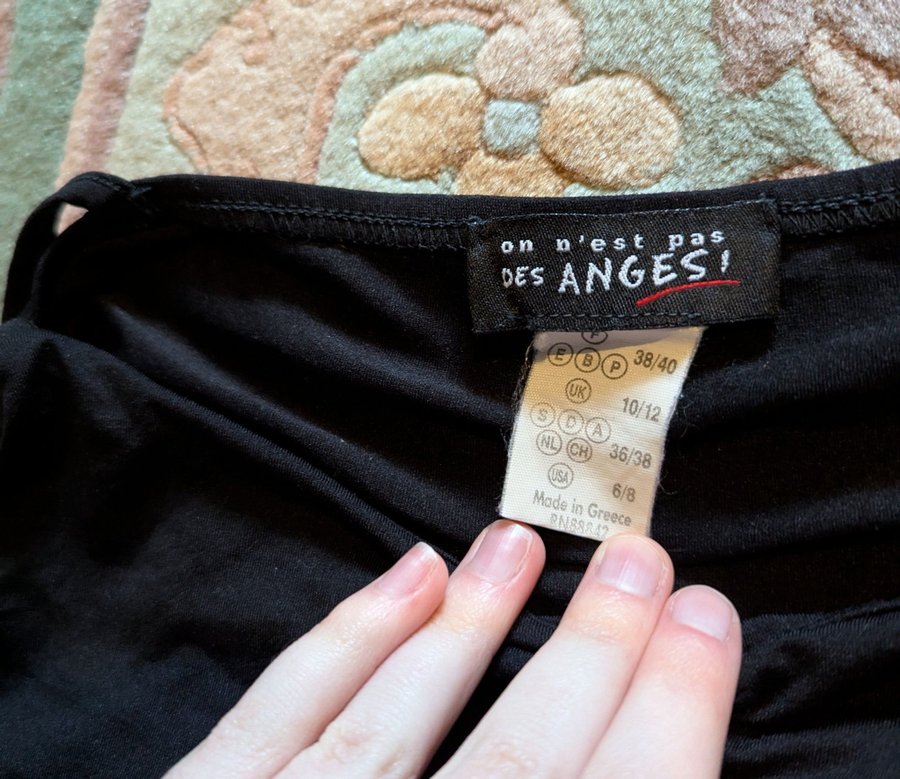 on n'est pas
DES ANGES!
F
E B P 38/40
UK 10/12
S D A
NL CH 36/38
USA 6/8
Made in Greece